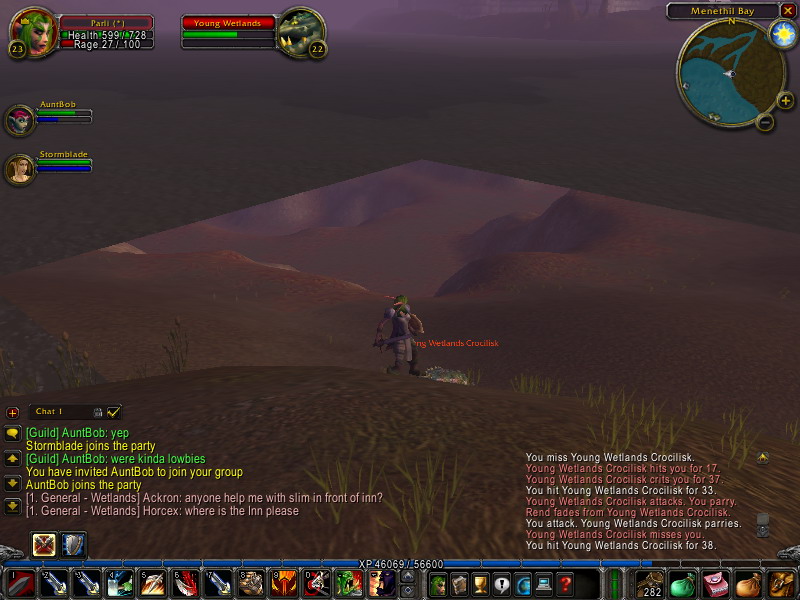 Parli (*)
Health 599 / 728
Rage 27 / 100
23
Young Wetlands
22
Menethil Bay
N
AuntBob
Stormblade
ng Wetlands Crocilisk
Chat 1
[Guild] AuntBob: yep
Stormblade joins the party
[Guild] AuntBob: were kinda lowbies
You have invited AuntBob to join your group
AuntBob joins the party
[1. General - Wetlands] Ackron: anyone help me with slim in front of inn?
[1. General - Wetlands] Horcex: where is the Inn please
You miss Young Wetlands Crocilisk.
Young Wetlands Crocilisk hits you for 17.
Young Wetlands Crocilisk crits you for 37.
You hit Young Wetlands Crocilisk for 33.
Young Wetlands Crocilisk attacks. You parry.
Rend fades from Young Wetlands Crocilisk.
You attack. Young Wetlands Crocilisk parries.
Young Wetlands Crocilisk misses you.
You hit Young Wetlands Crocilisk for 38.
XP 46069 / 56600
282